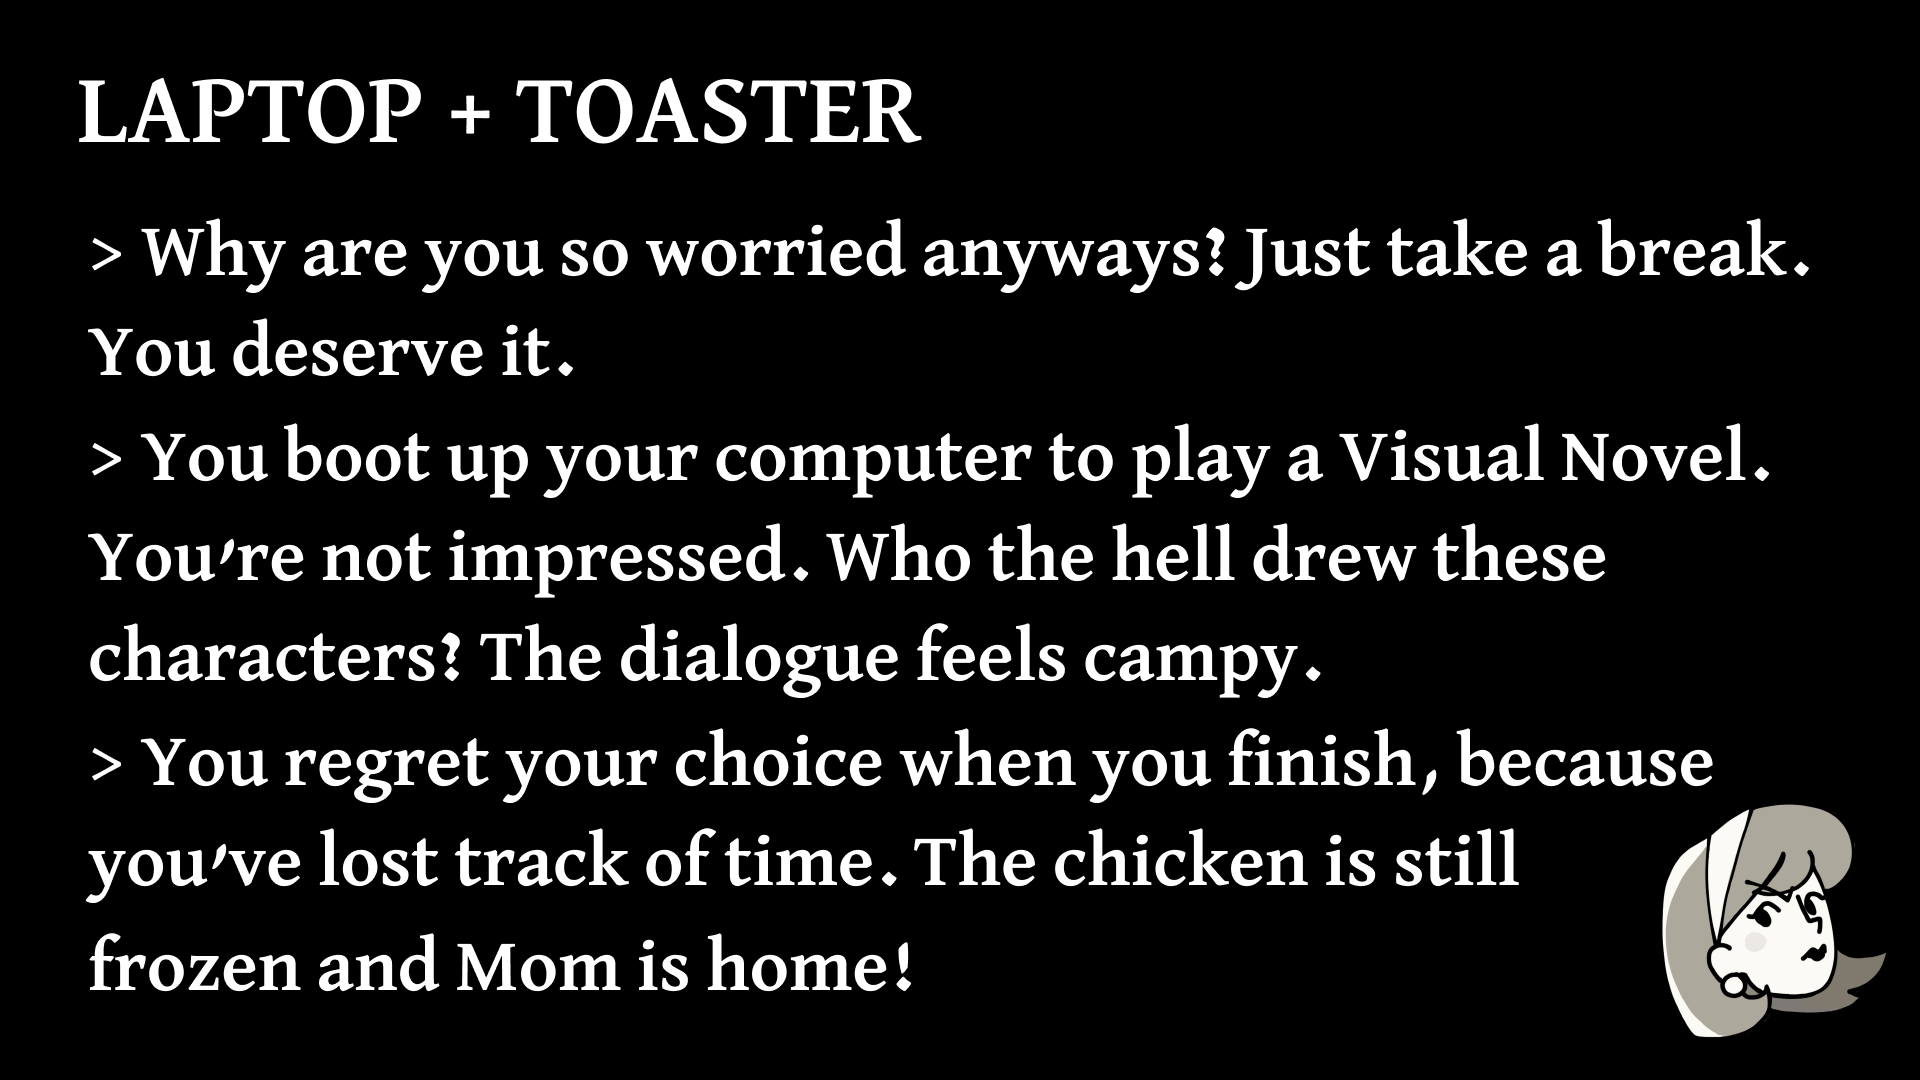 LAPTOP + TOASTER
> Why are you so worried anyways? Just take a break.
You deserve it.
> You boot up your computer to play a Visual Novel.
You're not impressed. Who the hell drew these
characters? The dialogue feels campy.
> You regret your choice when you finish, because
you've lost track of time. The chicken is still
frozen and Mom is home!